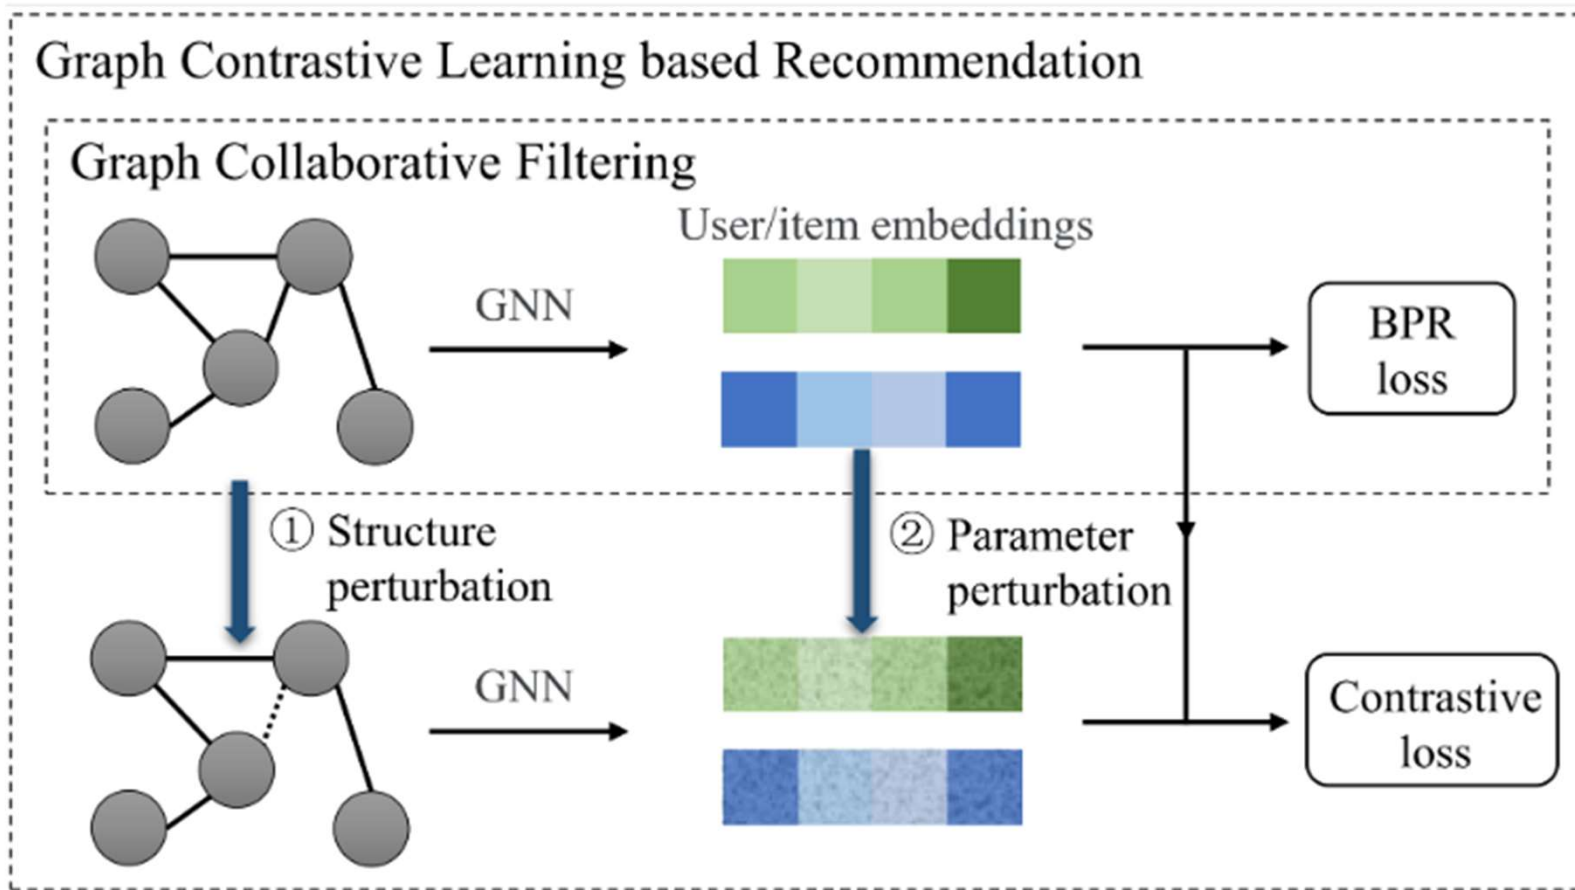 Graph Contrastive Learning based Recommendation
Graph Collaborative Filtering
User/item embeddings
GNN
BPR
loss
① Structure
perturbation
② Parameter
perturbation
GNN
Contrastive
loss